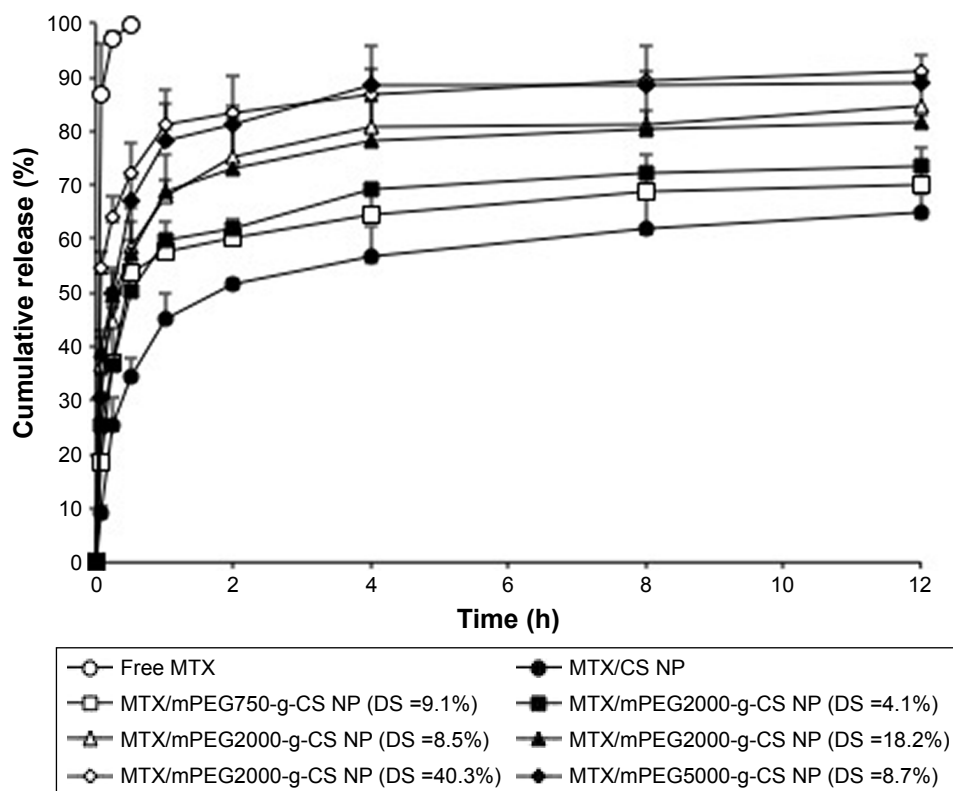 100
90
80
70
60
50
40
30
20
10
0
Cumulative release (%)
0 2 4 6 8 10 12
Time (h)
Free MTX
MTX/CS NP
MTX/mPEG750-g-CS NP (DS =9.1%)
MTX/mPEG2000-g-CS NP (DS =4.1%)
MTX/mPEG2000-g-CS NP (DS =8.5%)
MTX/mPEG2000-g-CS NP (DS =18.2%)
MTX/mPEG2000-g-CS NP (DS =40.3%)
MTX/mPEG5000-g-CS NP (DS =8.7%)